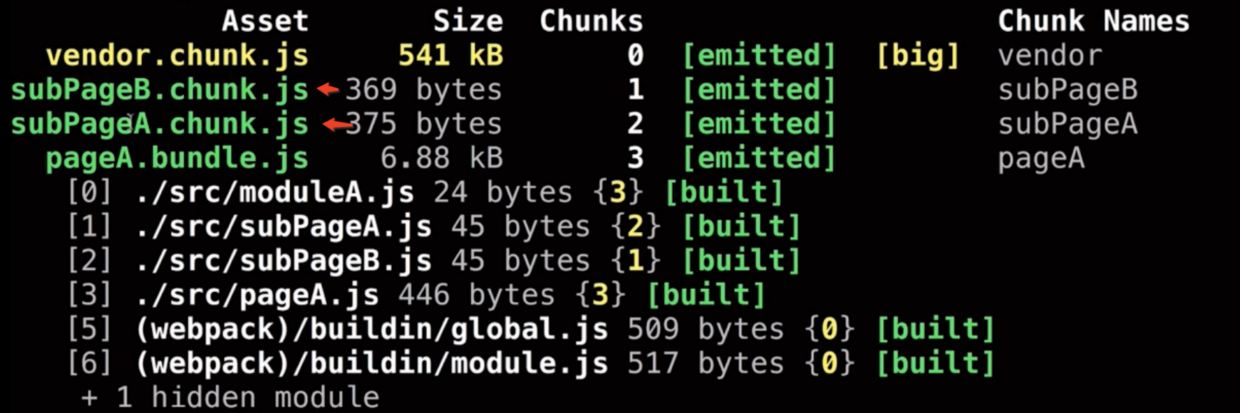 Asset Size Chunks Chunk Names
vendor.chunk.js 541 kB 0 [emitted] [big] vendor
subPageB.chunk.js 369 bytes 1 [emitted] subPageB
subPageA.chunk.js 375 bytes 2 [emitted] subPageA
pageA.bundle.js 6.88 kB 3 [emitted] pageA
[0] ./src/moduleA.js 24 bytes {3} [built]
[1] ./src/subPageA.js 45 bytes {2} [built]
[2] ./src/subPageB.js 45 bytes {1} [built]
[3] ./src/pageA.js 446 bytes {3} [built]
[5] (webpack)/buildin/global.js 509 bytes {0} [built]
[6] (webpack)/buildin/module.js 517 bytes {0} [built]
+ 1 hidden module